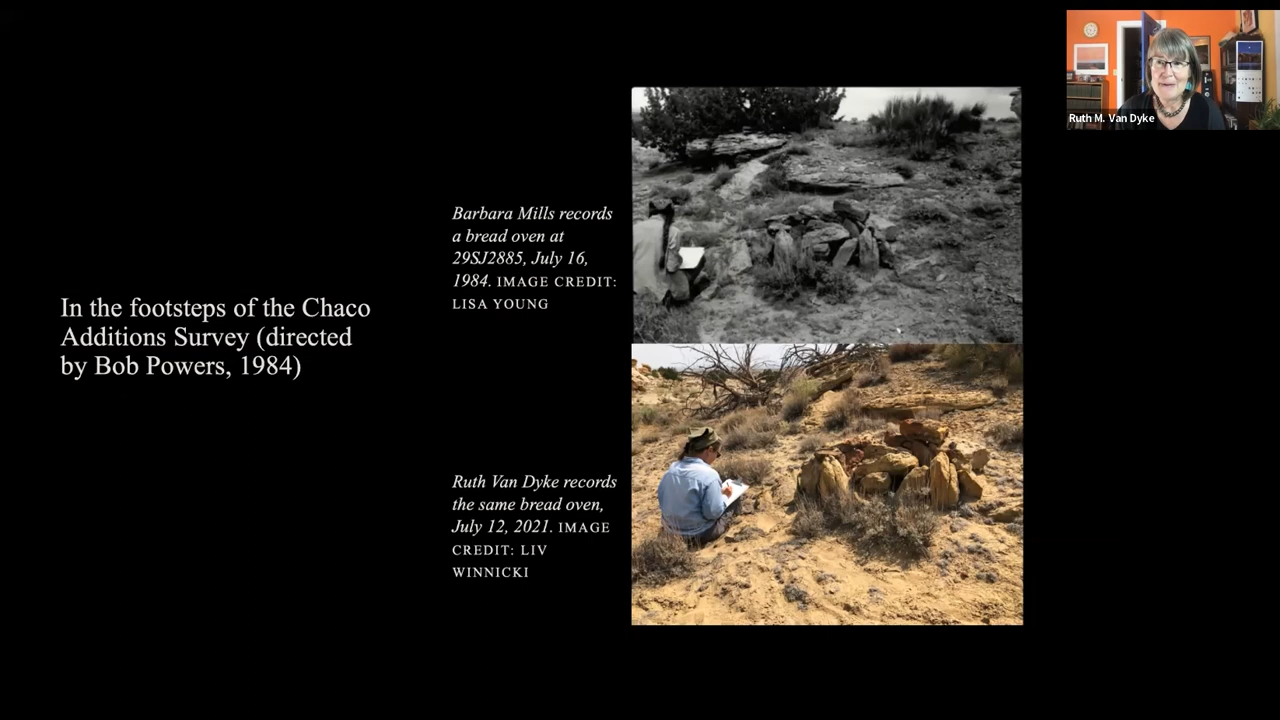 Ruth M. Van Dyke
Barbara Mills records
a bread oven at
29SJ2885, July 16,
1984. IMAGE CREDIT:
LISA YOUNG
In the footsteps of the Chaco
Additions Survey (directed
by Bob Powers, 1984)
Ruth Van Dyke records
the same bread oven,
July 12, 2021. IMAGE
CREDIT: LIV
WINNICKI